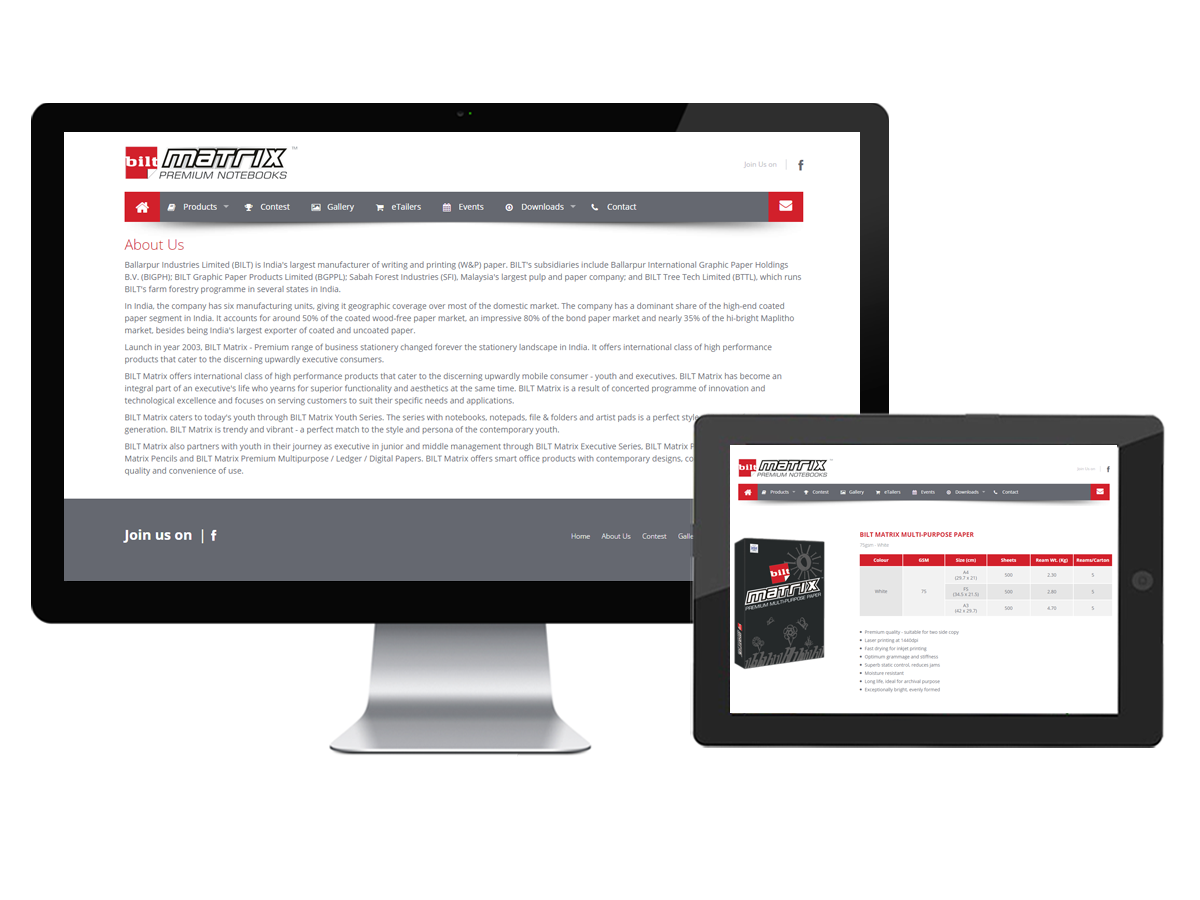 bilt MATRIX ™
PREMIUM NOTEBOOKS
Join Us on | f
Products Contest Gallery eTailers Events Downloads Contact
About Us
Ballarpur Industries Limited (BILT) is India's largest manufacturer of writing and printing (W&P) paper. BILT's subsidiaries include Ballarpur International Graphic Paper Holdings
B.V. (BIGPH); BILT Graphic Paper Products Limited (BGPPL); Sabah Forest Industries (SFI), Malaysia's largest pulp and paper company; and BILT Tree Tech Limited (BTTL), which runs
BILT's farm forestry programme in several states in India.
In India, the company has six manufacturing units, giving it geographic coverage over most of the domestic market. The company has a dominant share of the high-end coated
paper segment in India. It accounts for around 50% of the coated wood-free paper market, an impressive 80% of the bond paper market and nearly 35% of the hi-bright Maplitho
market, besides being India's largest exporter of coated and uncoated paper.
Launch in year 2003, BILT Matrix - Premium range of business stationery changed forever the stationery landscape in India. It offers international class of high performance
products that cater to the discerning upwardly executive consumers.
BILT Matrix offers international class of high performance products that cater to the discerning upwardly mobile consumer - youth and executives. BILT Matrix has become an
integral part of an executive's life who yearns for superior functionality and aesthetics at the same time. BILT Matrix is a result of concerted programme of innovation and
technological excellence and focuses on serving customers to suit their specific needs and applications.
BILT Matrix caters to today's youth through BILT Matrix Youth Series. The series with notebooks, notepads, file & folders and artist pads is a perfect style
generation. BILT Matrix is trendy and vibrant - a perfect match to the style and persona of the contemporary youth.
BILT Matrix also partners with youth in their journey as executive in junior and middle management through BILT Matrix Executive Series, BILT Matrix P
Matrix Pencils and BILT Matrix Premium Multipurpose / Ledger / Digital Papers. BILT Matrix offers smart office products with contemporary designs, co
quality and convenience of use.
Join us on | f
Home About Us Contest Galle
bilt MATRIX ™
PREMIUM NOTEBOOKS
Join Us on | f
Products Contest Gallery eTailers Events Downloads Contact
bilt
MATRIX
PREMIUM MULTI-PURPOSE PAPER
bilt MATRIX
BILT MATRIX MULTI-PURPOSE PAPER
75gsm - White
Colour GSM Size (cm) Sheets Ream Wt. (Kg) Reams/Carton
White 75
A4 (29.7 x 21) 500 2.30 5
FS (34.5 x 21.5) 500 2.80 5
A3 (42 x 29.7) 500 4.70 5
Premium quality - suitable for two side copy
Laser printing at 1440dpi
Fast drying for inkjet printing
Optimum grammage and stiffness
Superb static control, reduces jams
Moisture resistant
Long life, ideal for archival purpose
Exceptionally bright, evenly formed